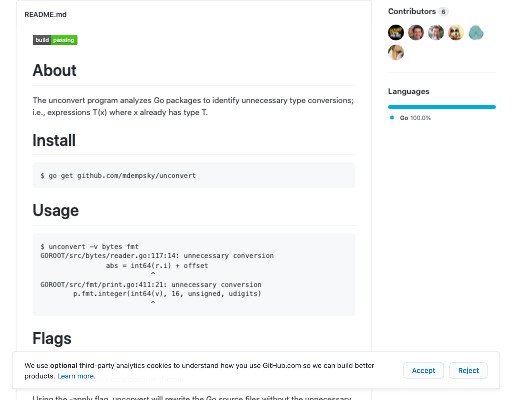 README.md
build passing
About
The unconvert program analyzes Go packages to identify unnecessary type conversions;
i.e., expressions T(x) where x already has type T.
Install
$ go get github.com/mdempsky/unconvert
Usage
$ unconvert -v bytes fmt
GOROOT/src/bytes/reader.go:117:14: unnecessary conversion
abs = int64(r.i) + offset
^
GOROOT/src/fmt/print.go:411:21: unnecessary conversion
p.fmt.integer(int64(v), 16, unsigned, udigits)
^
Flags
Using the -apply flag, unconvert will rewrite the Go source files without the unnecessary
Contributors 6
Languages
Go 100.0%
We use optional third-party analytics cookies to understand how you use GitHub.com so we can build better
products. Learn more.
Accept
Reject